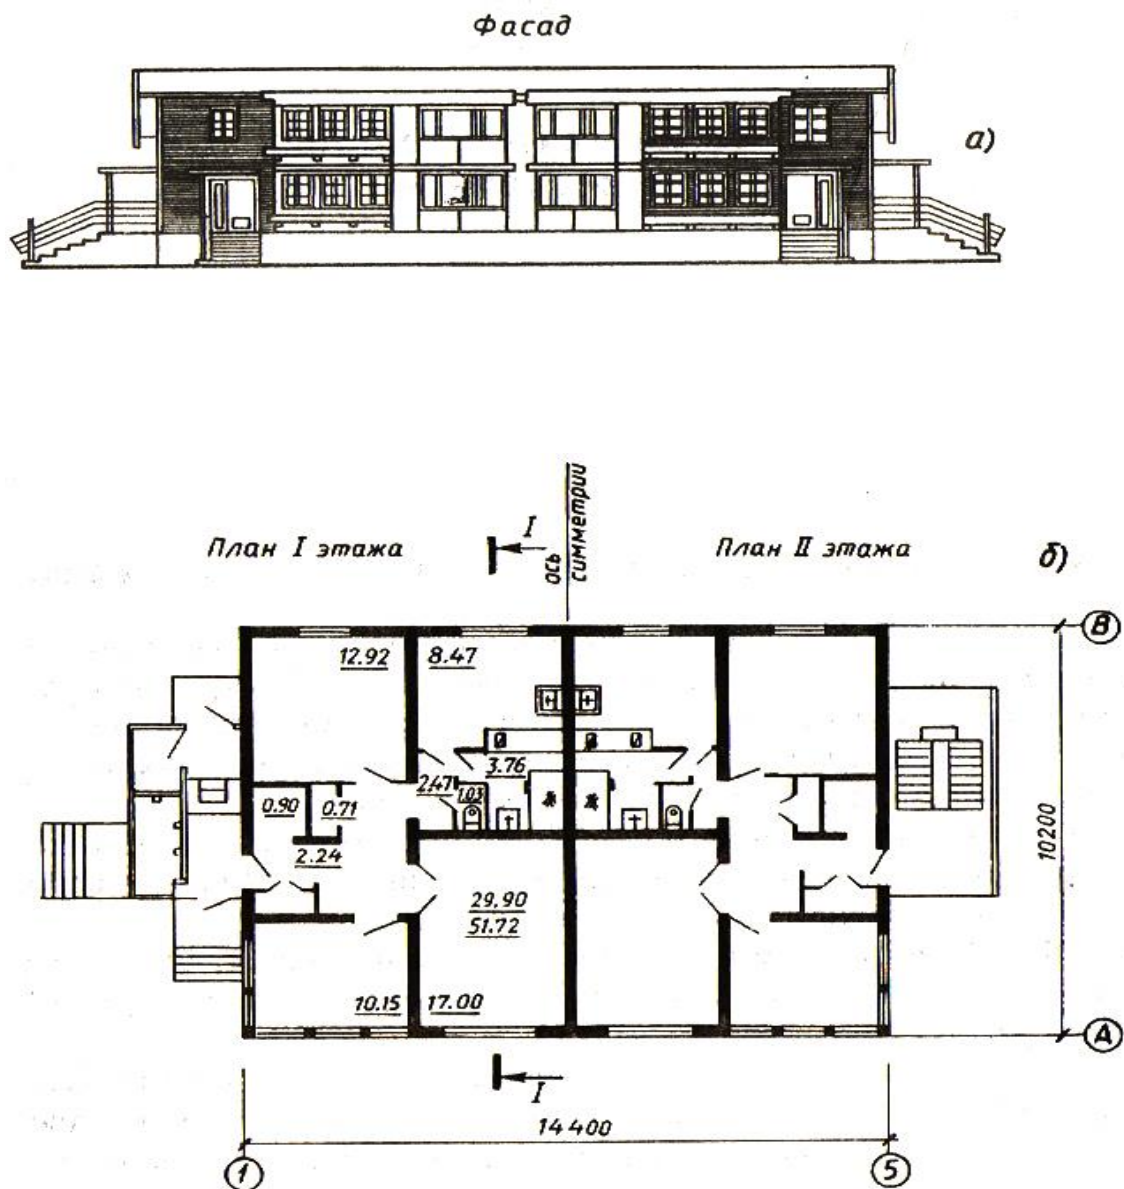 Фасад
а)
ось
симметрии
I
План I этажа
План II этажа
б)
В
12.92
8.47
3.76
2.47
1.03
0.90
0.71
2.24
10200
29.90
51.72
10.15
17.00
А
I
14400
1
5